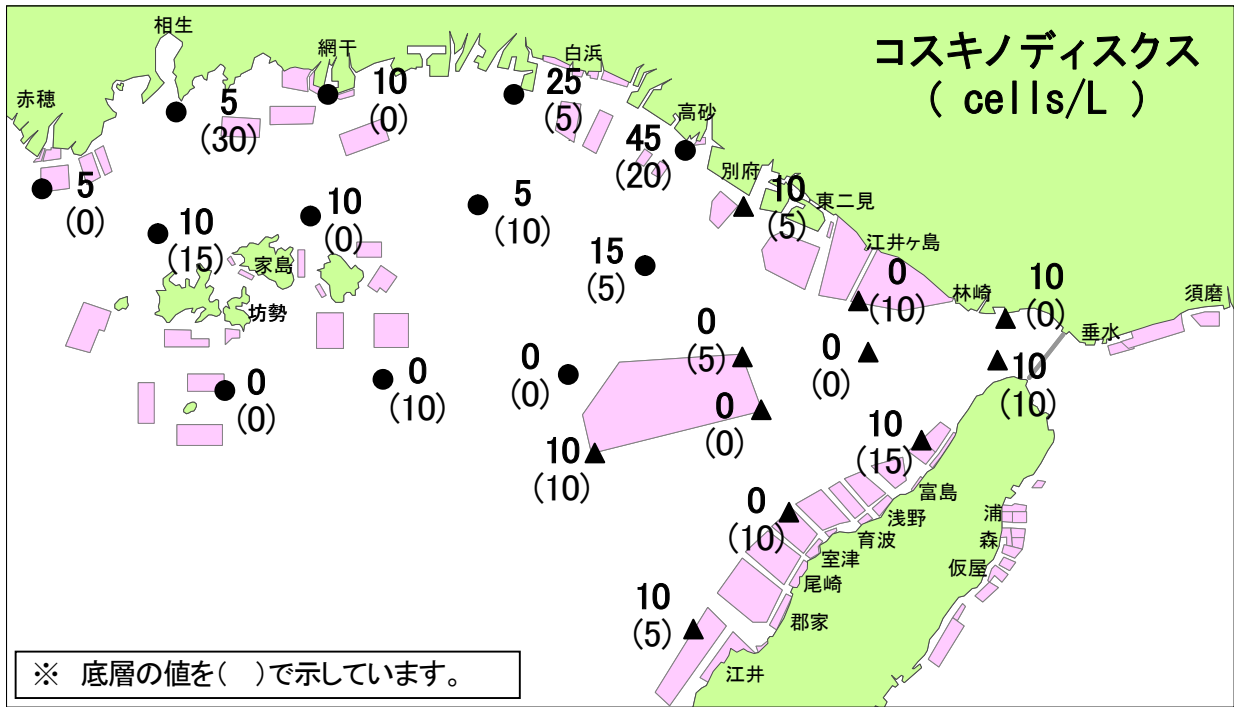 コスキノディスクス
( cells/L )
相生
網干
白浜
赤穂
高砂
別府
東二見
江井ヶ島
林崎
須磨
垂水
家島
坊勢
5
(30)
10
(0)
25
(5)
45
(20)
5
(0)
10
(15)
10
(0)
5
(10)
15
(5)
10
(5)
0
(10)
10
(0)
0
(5)
0
(0)
10
(10)
0
(0)
0
(10)
0
(0)
0
(0)
10
(10)
10
(15)
0
(10)
10
(5)
富島
浅野
育波
室津
尾崎
郡家
江井
浦
森
仮屋
※ 底層の値を( )で示しています。